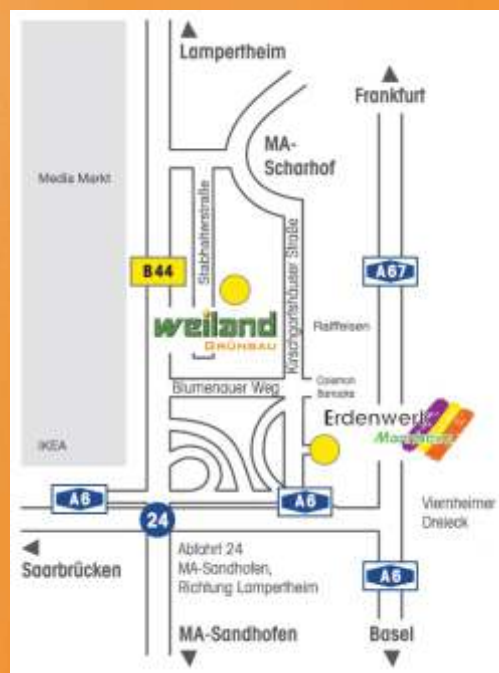 Lampertheim
Frankfurt
MA-
Scharhof
Media Markt
Stabhalterstraße
Kirschgartshäuser Straße
B44
A67
weiland
GRÜNBAU
Raiffeisen
Blumenauer Weg
Erdenwerk
IKEA
A6
A6
24
Viernheimer
Dreieck
Saarbrücken
Abfahrt 24
MA-Sandhofen,
Richtung Lampertheim
A6
MA-Sandhofen
Basel